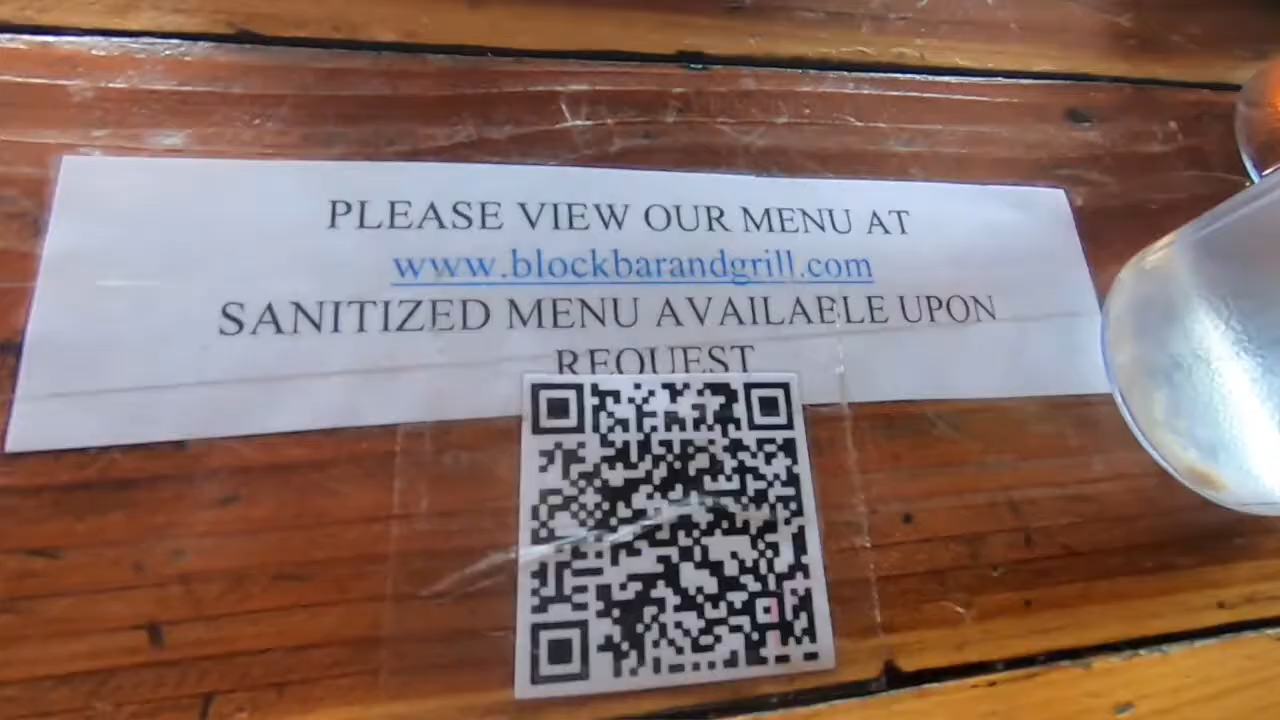 PLEASE VIEW OUR MENU AT
www.blockbarandgrill.com
SANITIZED MENU AVAILABLE UPON
REQUEST